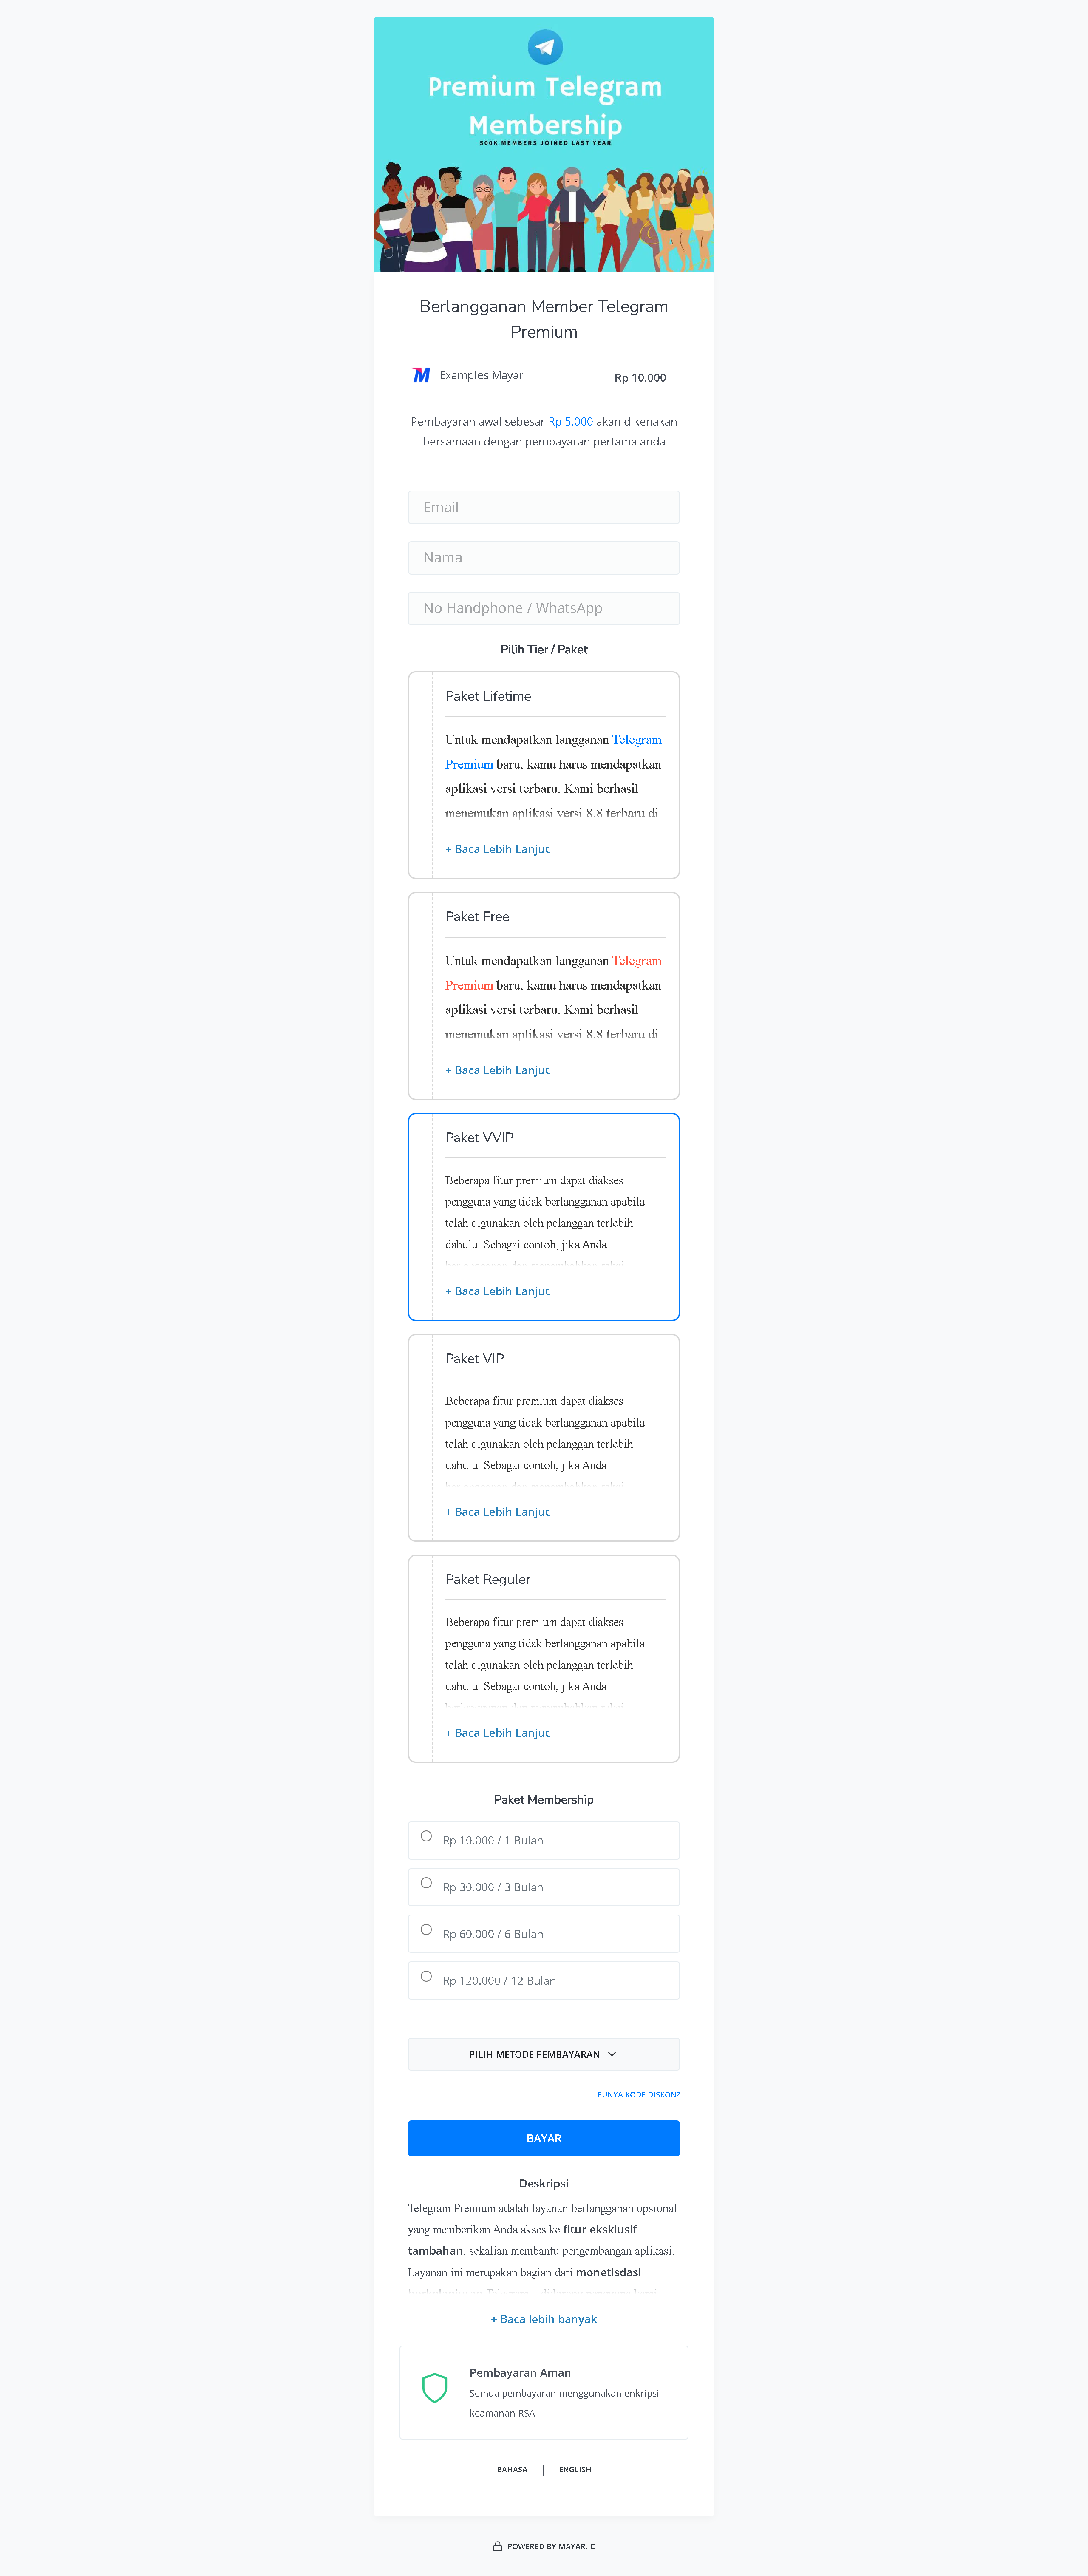 Premium Telegram
Membership
500K MEMBERS JOINED LAST YEAR
Berlangganan Member Telegram
Premium
Examples Mayar
Rp 10.000
Pembayaran awal sebesar Rp 5.000 akan dikenakan
bersamaan dengan pembayaran pertama anda
Email
Nama
No Handphone / WhatsApp
Pilih Tier / Paket
Paket Lifetime
Untuk mendapatkan langganan Telegram
Premium baru, kamu harus mendapatkan
aplikasi versi terbaru. Kami berhasil
menemukan aplikasi versi 8.8 terbaru di
+ Baca Lebih Lanjut
Paket Free
Untuk mendapatkan langganan Telegram
Premium baru, kamu harus mendapatkan
aplikasi versi terbaru. Kami berhasil
menemukan aplikasi versi 8.8 terbaru di
+ Baca Lebih Lanjut
Paket VVIP
Beberapa fitur premium dapat diakses
pengguna yang tidak berlangganan apabila
telah digunakan oleh pelanggan terlebih
dahulu. Sebagai contoh, jika Anda
+ Baca Lebih Lanjut
Paket VIP
Beberapa fitur premium dapat diakses
pengguna yang tidak berlangganan apabila
telah digunakan oleh pelanggan terlebih
dahulu. Sebagai contoh, jika Anda
+ Baca Lebih Lanjut
Paket Reguler
Beberapa fitur premium dapat diakses
pengguna yang tidak berlangganan apabila
telah digunakan oleh pelanggan terlebih
dahulu. Sebagai contoh, jika Anda
+ Baca Lebih Lanjut
Paket Membership
Rp 10.000 / 1 Bulan
Rp 30.000 / 3 Bulan
Rp 60.000 / 6 Bulan
Rp 120.000 / 12 Bulan
PILIH METODE PEMBAYARAN
PUNYA KODE DISKON?
BAYAR
Deskripsi
Telegram Premium adalah layanan berlangganan opsional
yang memberikan Anda akses ke fitur eksklusif
tambahan, sekalian membantu pengembangan aplikasi.
Layanan ini merupakan bagian dari monetisdasi
+ Baca lebih banyak
Pembayaran Aman
Semua pembayaran menggunakan enkripsi
keamanan RSA
BAHASA | ENGLISH
POWERED BY MAYAR.ID